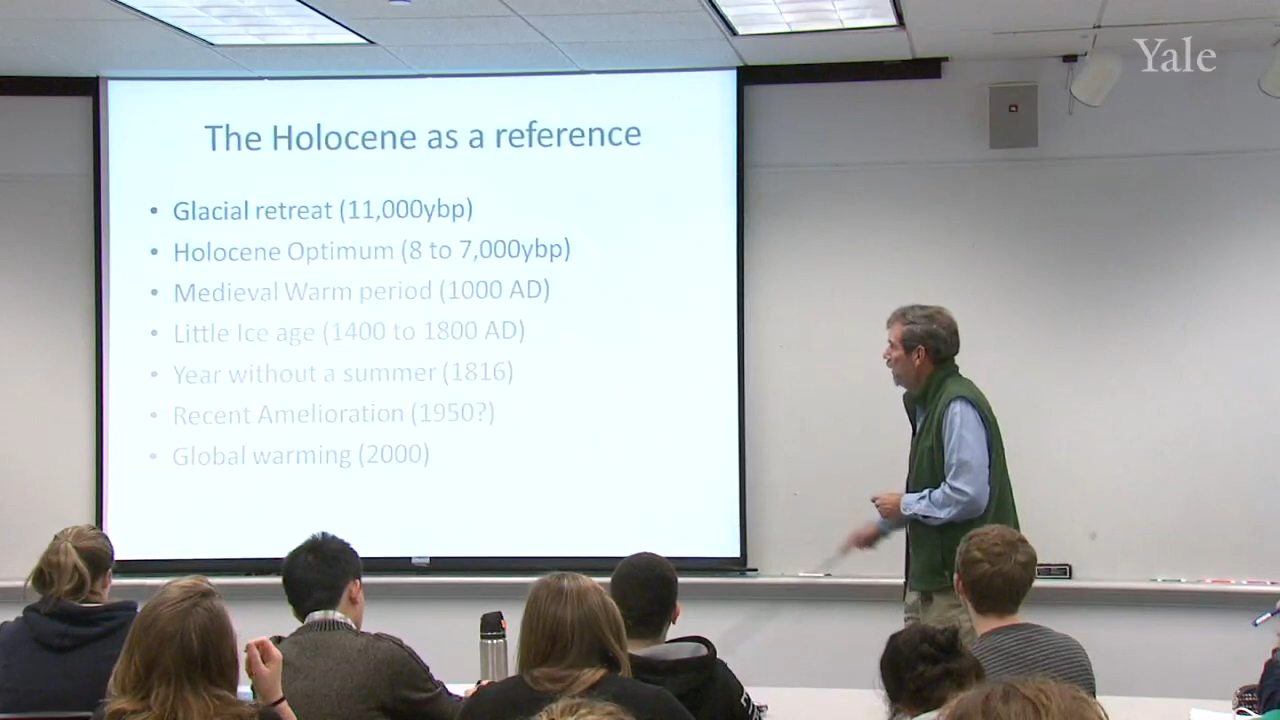 Yale
The Holocene as a reference
• Glacial retreat (11,000ybp)
• Holocene Optimum (8 to 7,000ybp)
• Medieval Warm period (1000 AD)
• Little Ice age (1400 to 1800 AD)
• Year without a summer (1816)
• Recent Amelioration (1950?)
• Global warming (2000)